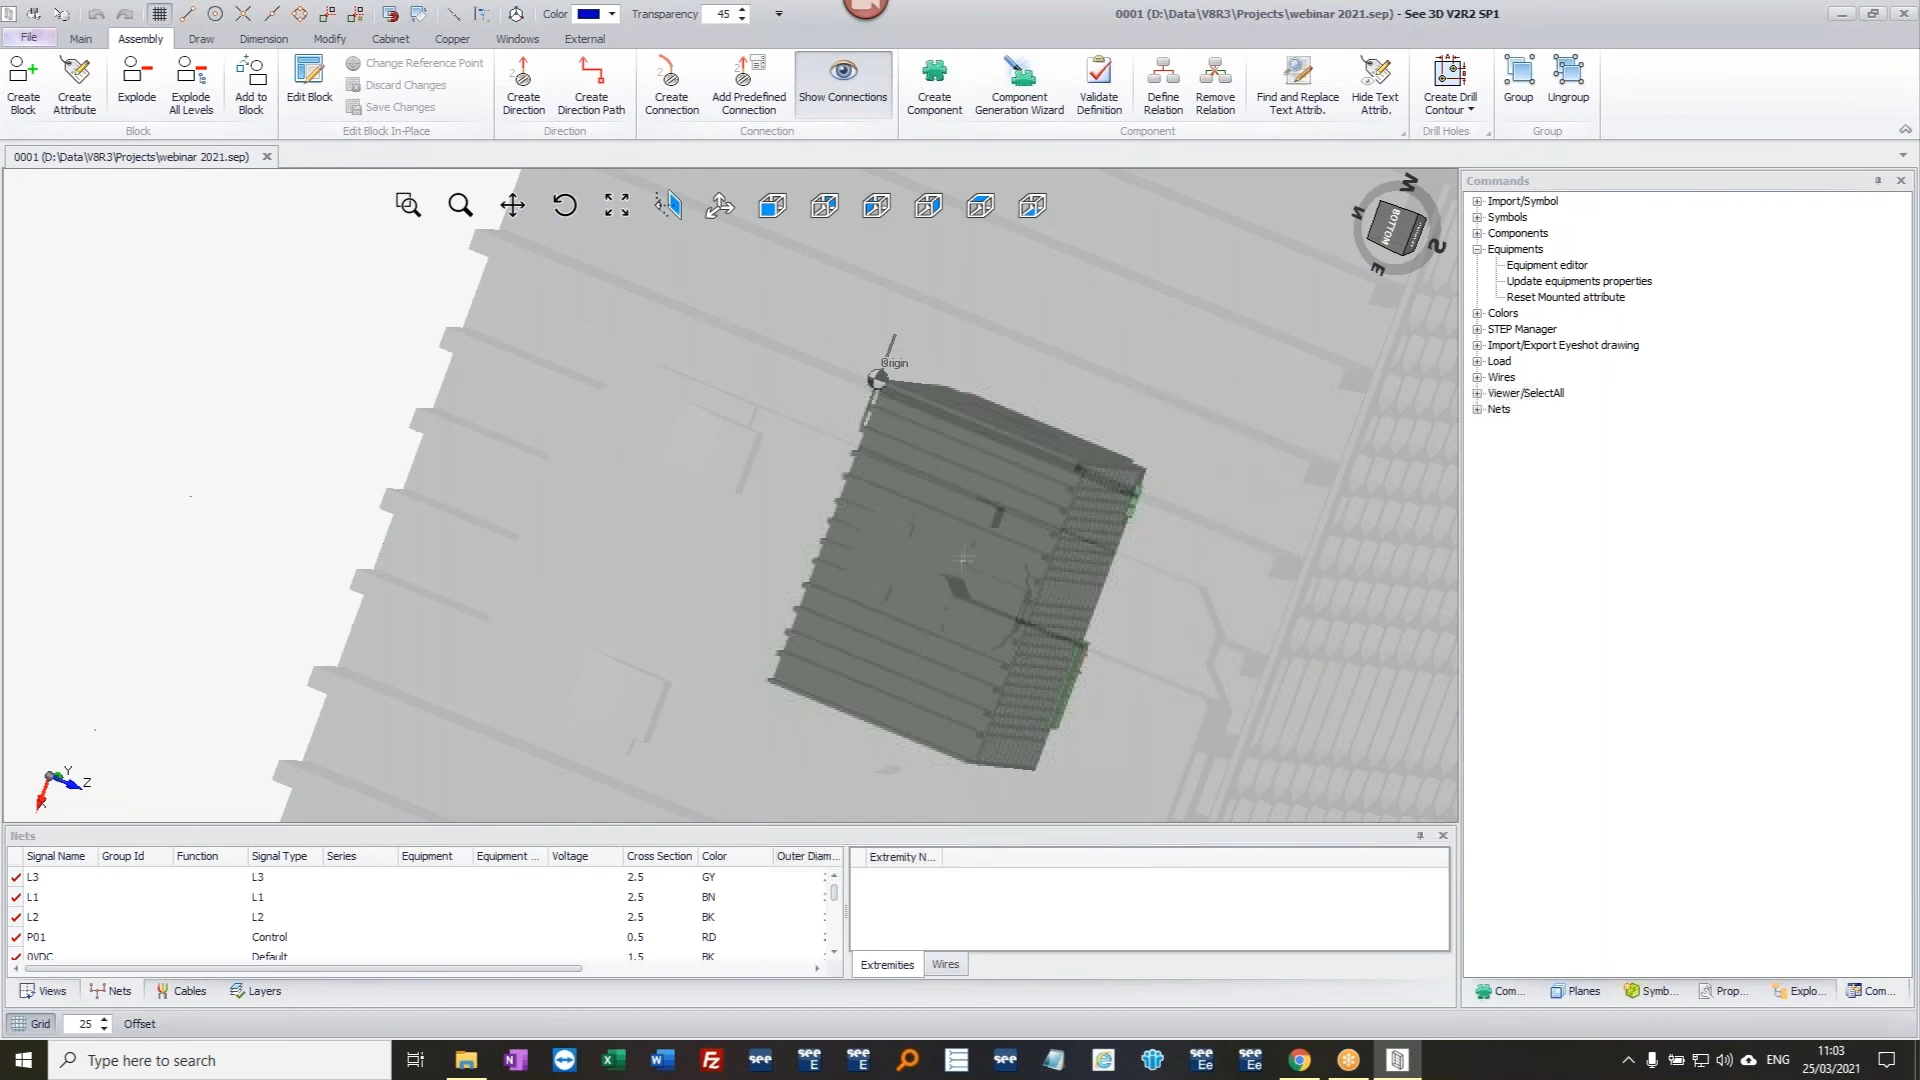 Color
Transparency 45
0001 (D:\Data\V8R3\Projects\webinar 2021.sep) - See 3D V2R2 SP1
File Main Assembly Draw Dimension Modify Cabinet Copper Windows External
Create Block
Create Attribute
Explode
Explode All Levels
Add to Block
Block
Edit Block
Change Reference Point
Discard Changes
Save Changes
Edit Block In-Place
Create Direction
Create Direction Path
Direction
Create Connection
Add Predefined Connection
Show Connections
Connection
Create Component
Component Generation Wizard
Validate Definition
Define Relation
Remove Relation
Find and Replace Text Attrib.
Hide Text Attrib.
Component
Create Drill Contour
Drill Holes
Group
Ungroup
Group
0001 (D:\Data\V8R3\Projects\webinar 2021.sep)
Origin
BOTTOM
W
S
E
Y
Z
X
Commands
Import/Symbol
Symbols
Components
Equipments
Equipment editor
Update equipments properties
Reset Mounted attribute
Colors
STEP Manager
Import/Export Eyeshot drawing
Load
Wires
Viewer/SelectAll
Nets
Nets
Signal Name Group Id Function Signal Type Series Equipment Equipment ... Voltage Cross Section Color Outer Diam...
L3 L3 2.5 GY
L1 L1 2.5 BN
L2 L2 2.5 BK
P01 Control 0.5 RD
0VDC Default 1.5 BK
Extremity N...
Extremities Wires
Views Nets Cables Layers
Com... Planes Symb... Prop... Explo... Com...
Grid 25 Offset
Type here to search
see
see E
see E
see
see Ee
see Ee
ENG
11:03
25/03/2021